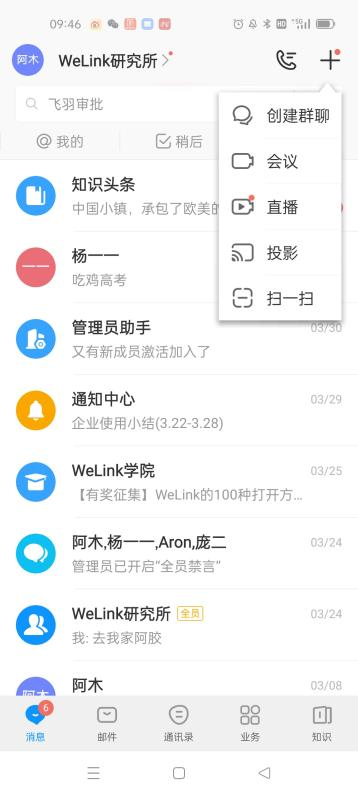 09:46
阿木
WeLink研究所
飞羽审批
创建群聊
@ 我的
稍后
会议
知识头条
中国小镇，承包了欧美的
直播
杨一一
一一
吃鸡高考
投影
扫一扫
管理员助手
03/30
又有新成员激活加入了
通知中心
03/29
企业使用小结(3.22-3.28)
WeLink学院
03/25
【有奖征集】WeLink的100种打开方...
阿木,杨一一,Aron,庞二
03/24
管理员已开启“全员禁言”
WeLink研究所 全员
03/24
我: 去我家阿胶
阿木
阿木
03/08
6
消息
邮件
通讯录
业务
知识